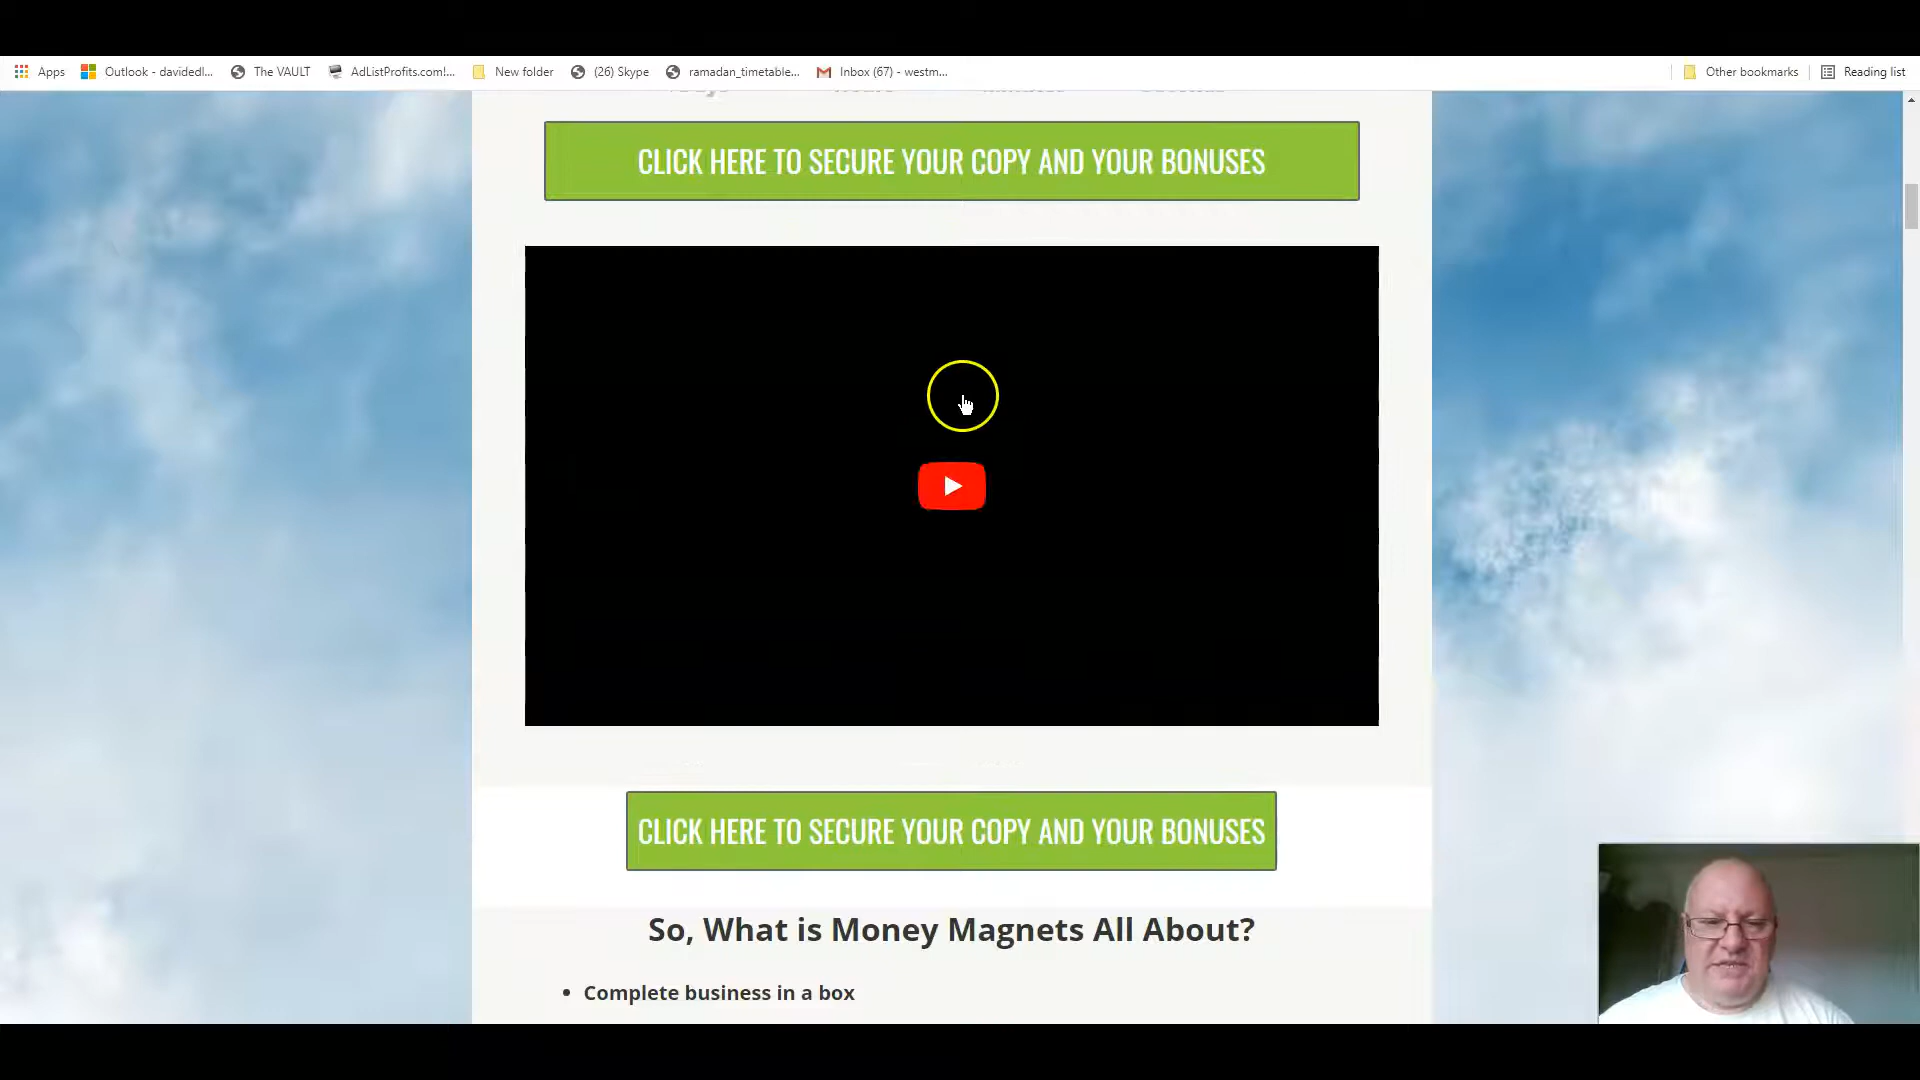 Apps
Outlook - davidedl...
The VAULT
AdListProfits.com!...
New folder
(26) Skype
ramadan_timetable...
Inbox (67) - westm...
Other bookmarks
Reading list
CLICK HERE TO SECURE YOUR COPY AND YOUR BONUSES
CLICK HERE TO SECURE YOUR COPY AND YOUR BONUSES
So, What is Money Magnets All About?
• Complete business in a box